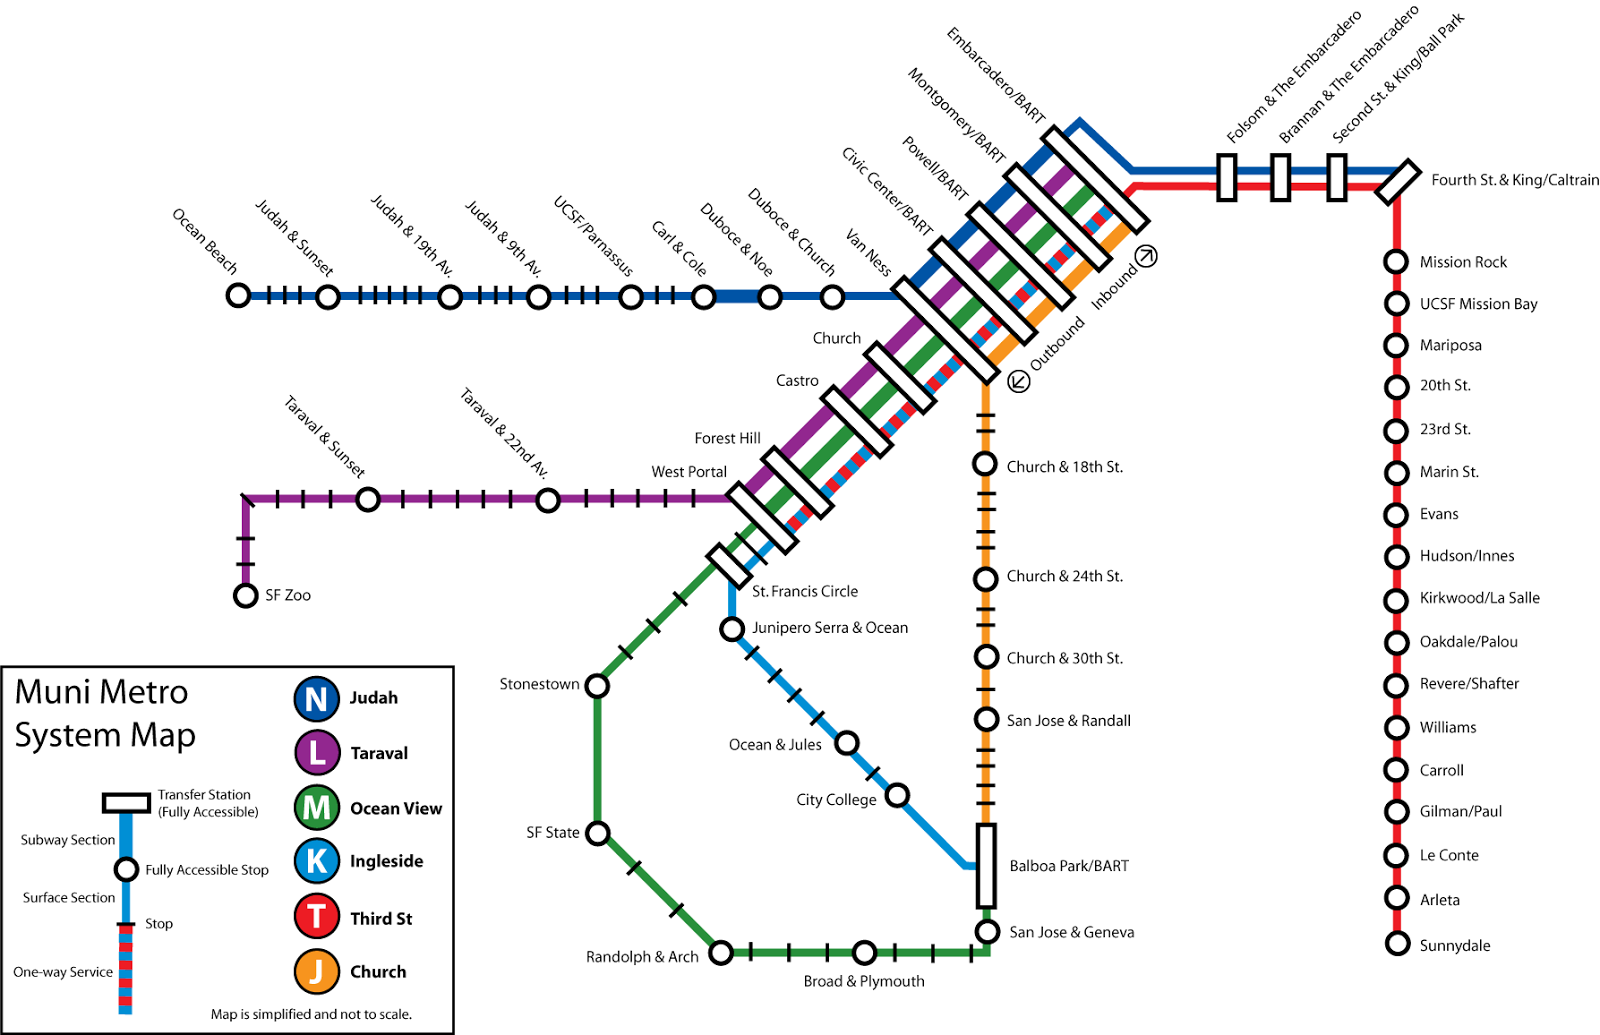 Embarcadero/BART
Montgomery/BART
Powell/BART
Civic Center/BART
Van Ness
Folsom & The Embarcadero
Brannan & The Embarcadero
Second St. & King/Ball Park
Fourth St. & King/Caltrain
Ocean Beach
Judah & Sunset
Judah & 19th Av.
Judah & 9th Av.
UCSF/Parnassus
Carl & Cole
Duboce & Noe
Duboce & Church
Inbound
Outbound
Church
Castro
Forest Hill
West Portal
Taraval & Sunset
Taraval & 22nd Av.
SF Zoo
St. Francis Circle
Junipero Serra & Ocean
Stonestown
Ocean & Jules
City College
SF State
Randolph & Arch
Broad & Plymouth
Church & 18th St.
Church & 24th St.
Church & 30th St.
San Jose & Randall
Balboa Park/BART
San Jose & Geneva
Mission Rock
UCSF Mission Bay
Mariposa
20th St.
23rd St.
Marin St.
Evans
Hudson/Innes
Kirkwood/La Salle
Oakdale/Palou
Revere/Shafter
Williams
Carroll
Gilman/Paul
Le Conte
Arleta
Sunnydale
Muni Metro
System Map
Transfer Station
(Fully Accessible)
Subway Section
Fully Accessible Stop
Surface Section
Stop
One-way Service
N Judah
L Taraval
M Ocean View
K Ingleside
T Third St
J Church
Map is simplified and not to scale.